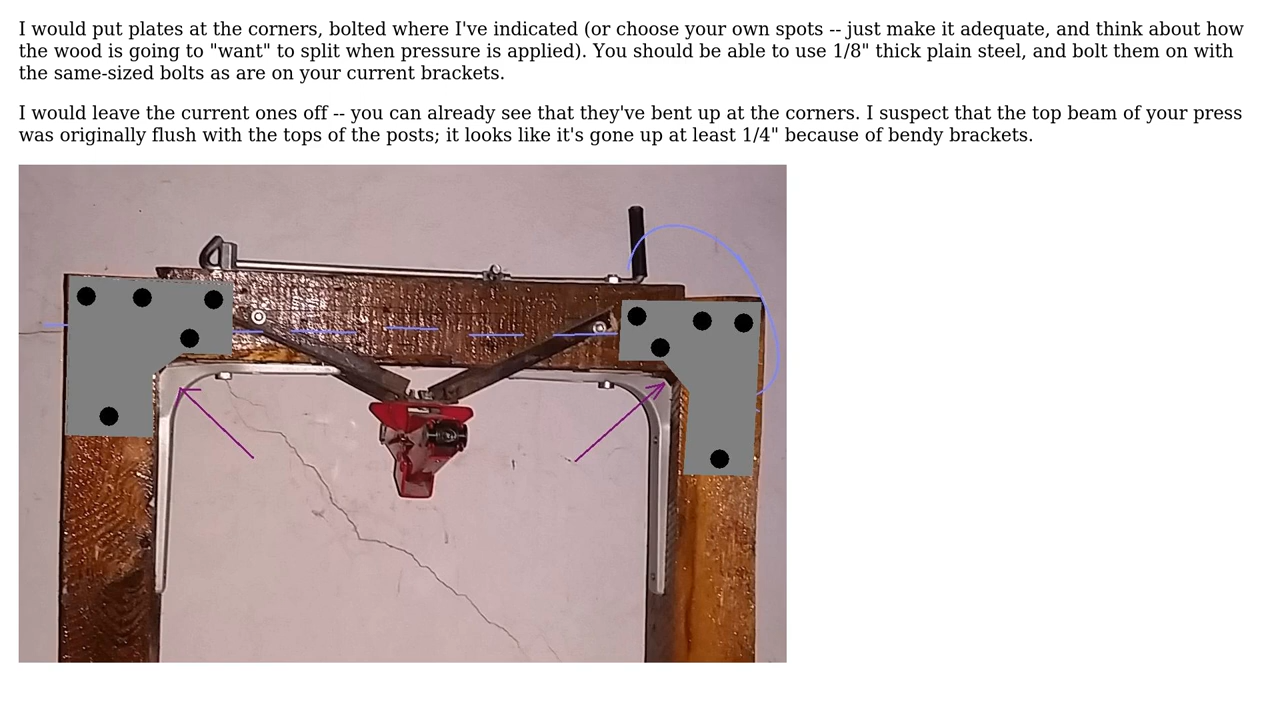 I would put plates at the corners, bolted where I've indicated (or choose your own spots -- just make it adequate, and think about how
the wood is going to "want" to split when pressure is applied). You should be able to use 1/8" thick plain steel, and bolt them on with
the same-sized bolts as are on your current brackets.
I would leave the current ones off -- you can already see that they've bent up at the corners. I suspect that the top beam of your press
was originally flush with the tops of the posts; it looks like it's gone up at least 1/4" because of bendy brackets.